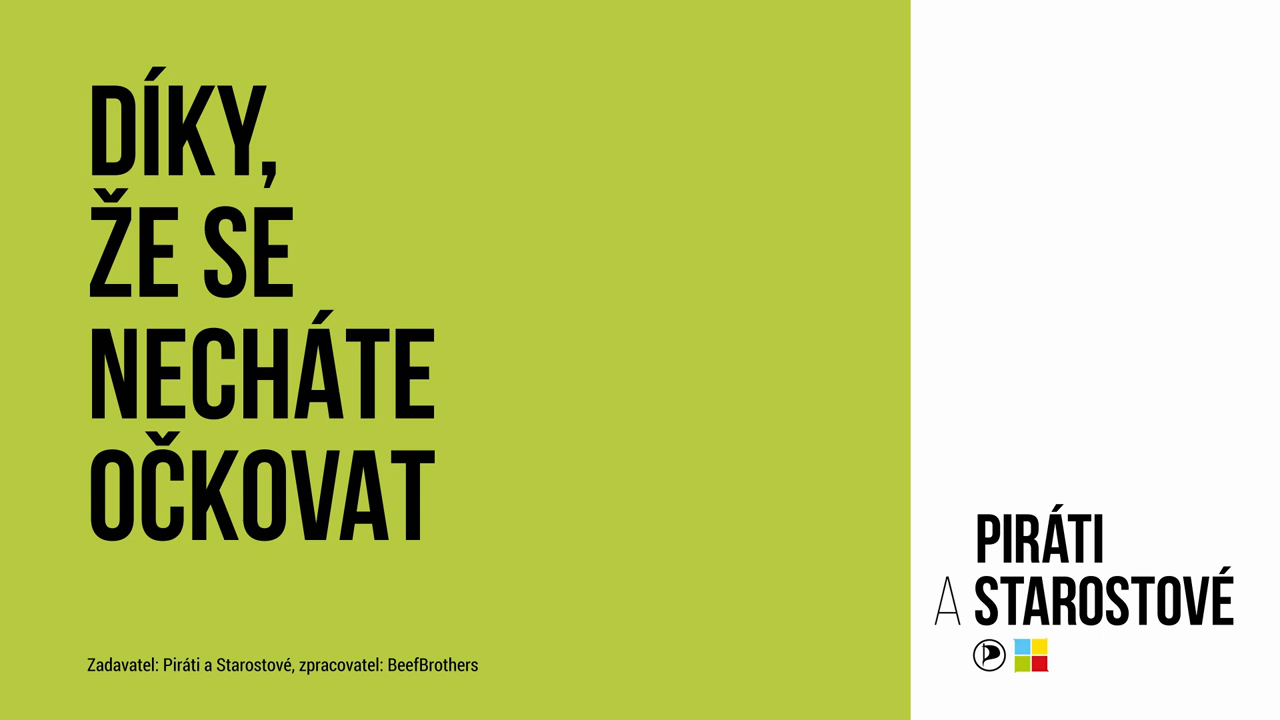 DÍKY,
ŽE SE
NECHÁTE
OČKOVAT
Zadavatel: Piráti a Starostové, zpracovatel: BeefBrothers
PIRÁTI
A STAROSTOVÉ